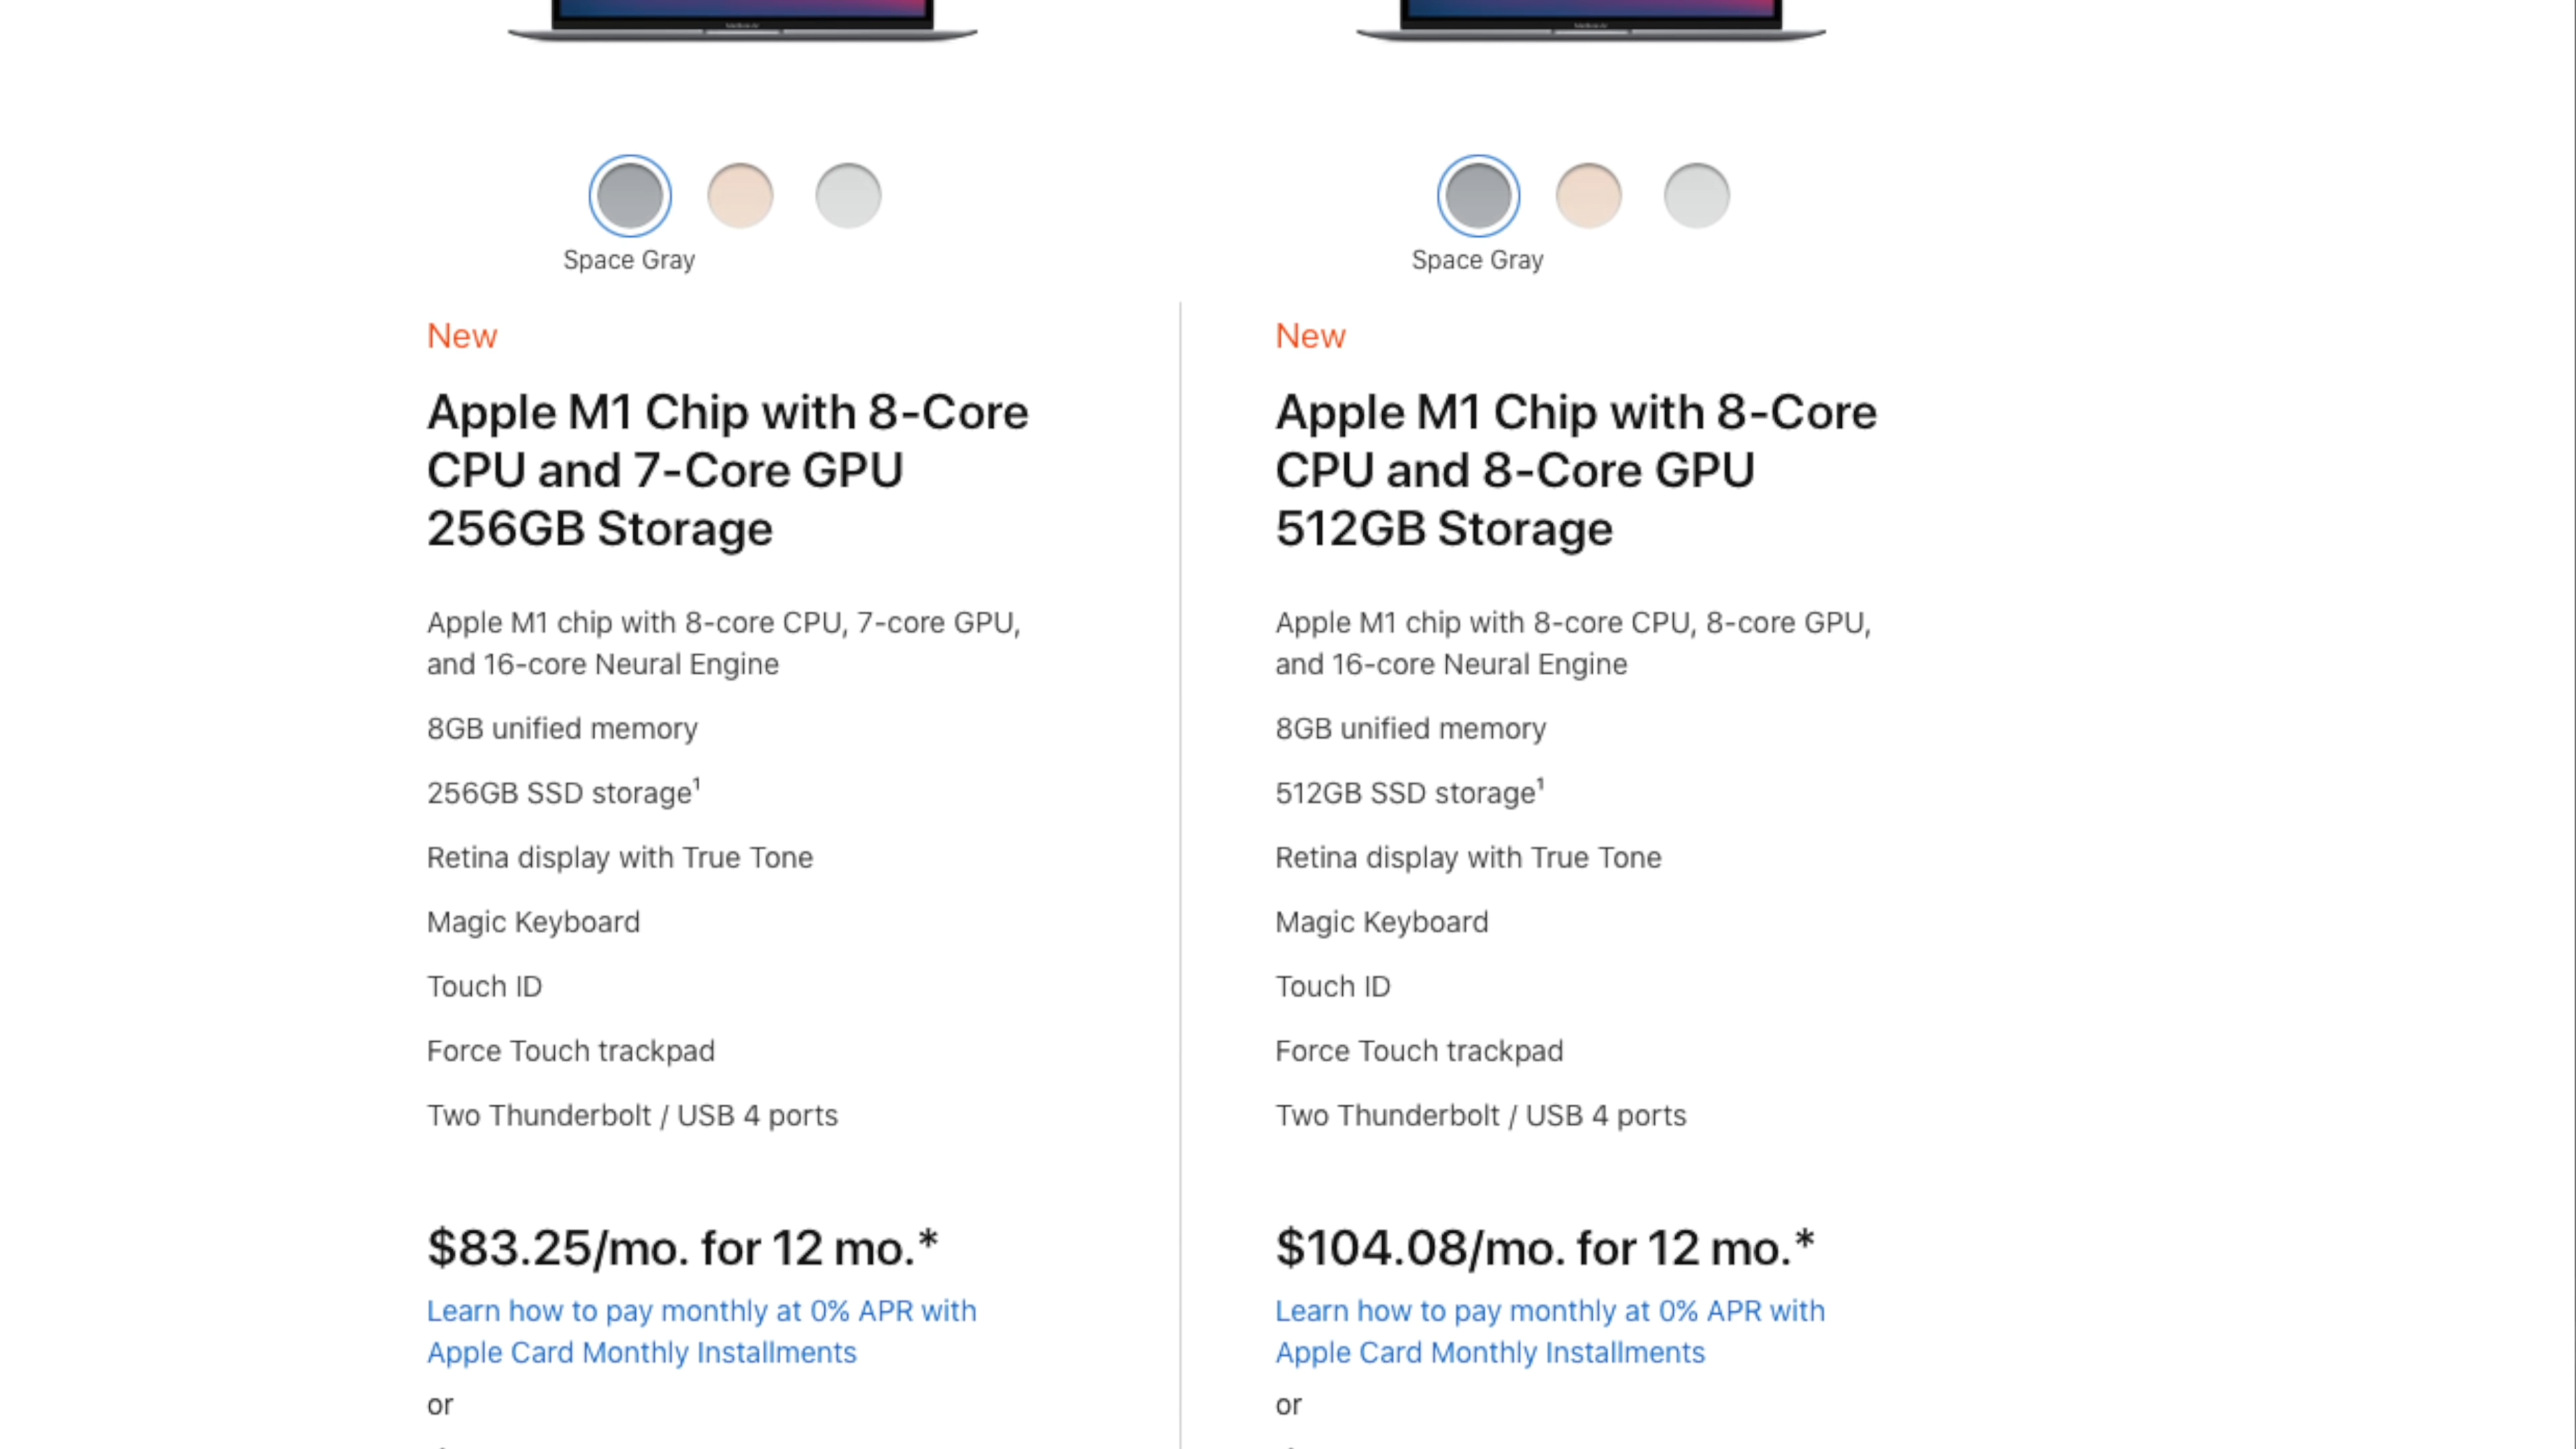 Space Gray
New
Apple M1 Chip with 8-Core
CPU and 7-Core GPU
256GB Storage
Apple M1 chip with 8-core CPU, 7-core GPU,
and 16-core Neural Engine
8GB unified memory
256GB SSD storage¹
Retina display with True Tone
Magic Keyboard
Touch ID
Force Touch trackpad
Two Thunderbolt / USB 4 ports
$83.25/mo. for 12 mo.*
Learn how to pay monthly at 0% APR with
Apple Card Monthly Installments
or
Space Gray
New
Apple M1 Chip with 8-Core
CPU and 8-Core GPU
512GB Storage
Apple M1 chip with 8-core CPU, 8-core GPU,
and 16-core Neural Engine
8GB unified memory
512GB SSD storage¹
Retina display with True Tone
Magic Keyboard
Touch ID
Force Touch trackpad
Two Thunderbolt / USB 4 ports
$104.08/mo. for 12 mo.*
Learn how to pay monthly at 0% APR with
Apple Card Monthly Installments
or